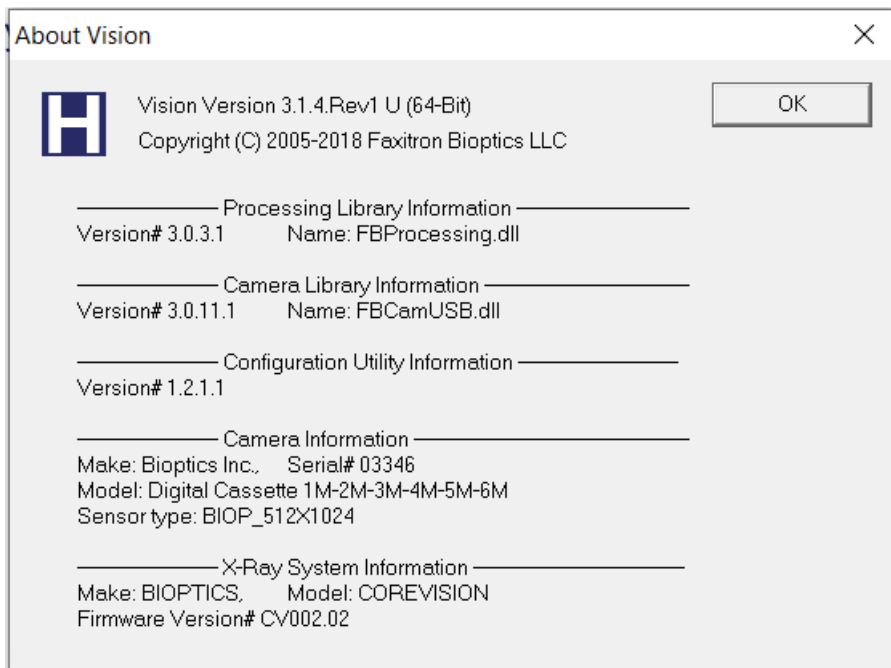 About Vision
Vision Version 3.1.4.Rev1 U (64-Bit)
OK
Copyright (C) 2005-2018 Faxitron Bioptics LLC
Processing Library Information
Version# 3.0.3.1 Name: FBProcessing.dll
Camera Library Information
Version# 3.0.11.1 Name: FBCamUSB.dll
Configuration Utility Information
Version# 1.2.1.1
Camera Information
Make: Bioptics Inc., Serial# 03346
Model: Digital Cassette 1M-2M-3M-4M-5M-6M
Sensor type: BIOP_512X1024
X-Ray System Information
Make: BIOPTICS, Model: COREVISION
Firmware Version# CV002.02